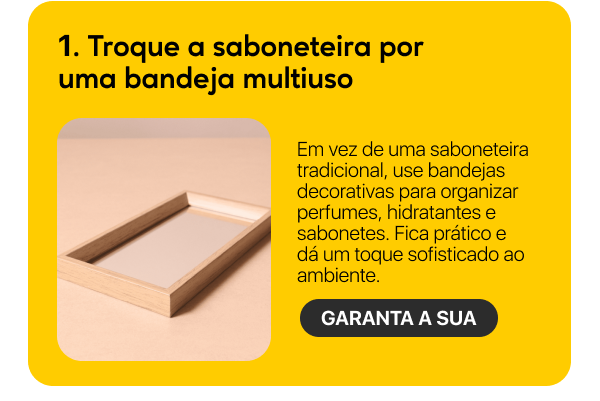 1. Troque a saboneteira por
uma bandeja multiuso
Em vez de uma saboneteira
tradicional, use bandejas
decorativas para organizar
perfumes, hidratantes e
sabonetes. Fica prático e
dá um toque sofisticado ao
ambiente.
GARANTA A SUA